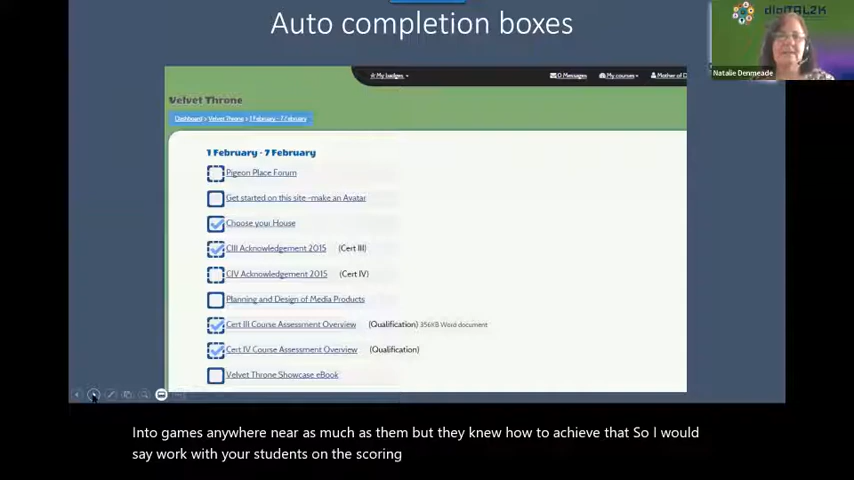 Auto completion boxes
digITAL2K
Natalie Denmeade
My badges
0 Messages
My courses
Mother of D
Velvet Throne
Dashboard > Velvet Throne > 1 February - 7 February
1 February - 7 February
Pigeon Place Forum
Get started on this site -make an Avatar
Choose your House
CIII Acknowledgement 2015 (Cert III)
CIV Acknowledgement 2015 (Cert IV)
Planning and Design of Media Products
Cert III Course Assessment Overview (Qualification) 356KB Word document
Cert IV Course Assessment Overview (Qualification)
Velvet Throne Showcase eBook
Into games anywhere near as much as them but they knew how to achieve that So I would
say work with your students on the scoring